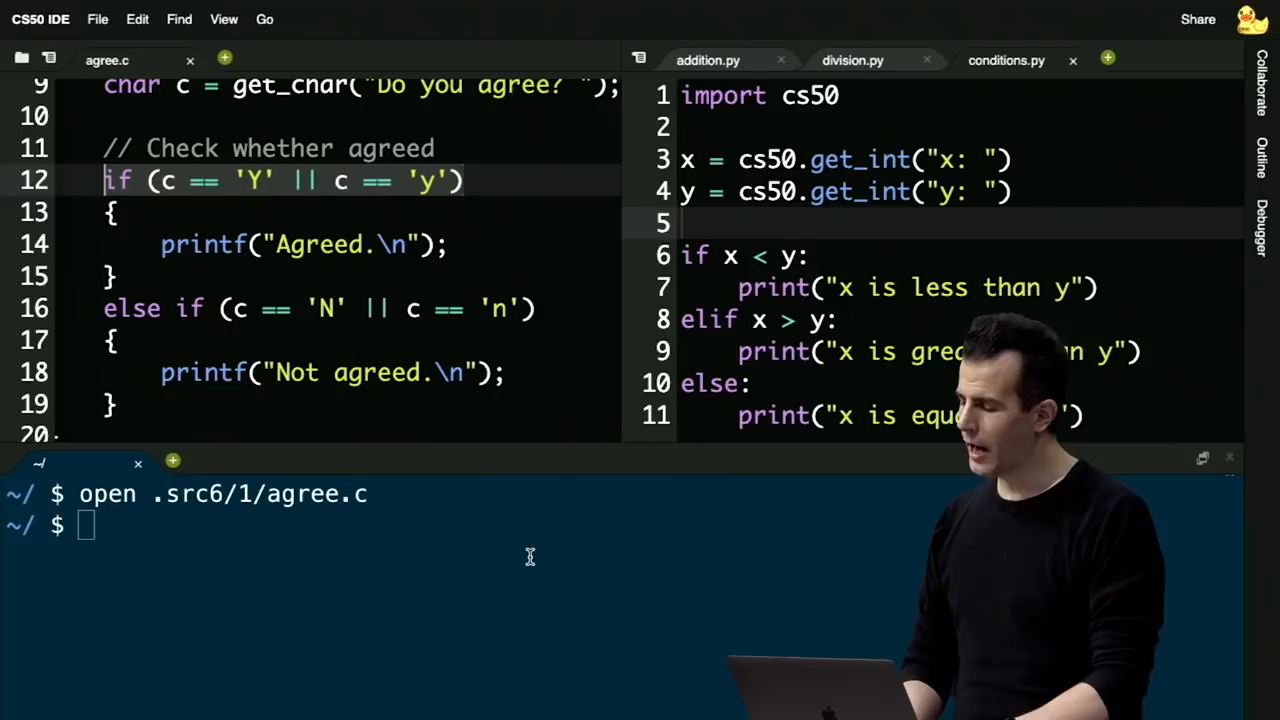 CS50 IDE File Edit Find View Go Share
agree.c
addition.py division.py conditions.py
Collaborate
Outline
Debugger
9 char c = get_char("Do you agree? ");
10
11 // Check whether agreed
12 if (c == 'Y' || c == 'y')
13 {
14 printf("Agreed.\n");
15 }
16 else if (c == 'N' || c == 'n')
17 {
18 printf("Not agreed.\n");
19 }
20
1 import cs50
2
3 x = cs50.get_int("x: ")
4 y = cs50.get_int("y: ")
5
6 if x < y:
7 print("x is less than y")
8 elif x > y:
9 print("x is n y")
10 else:
11 print("x is ')
~/
~/ $ open .src6/1/agree.c
~/ $